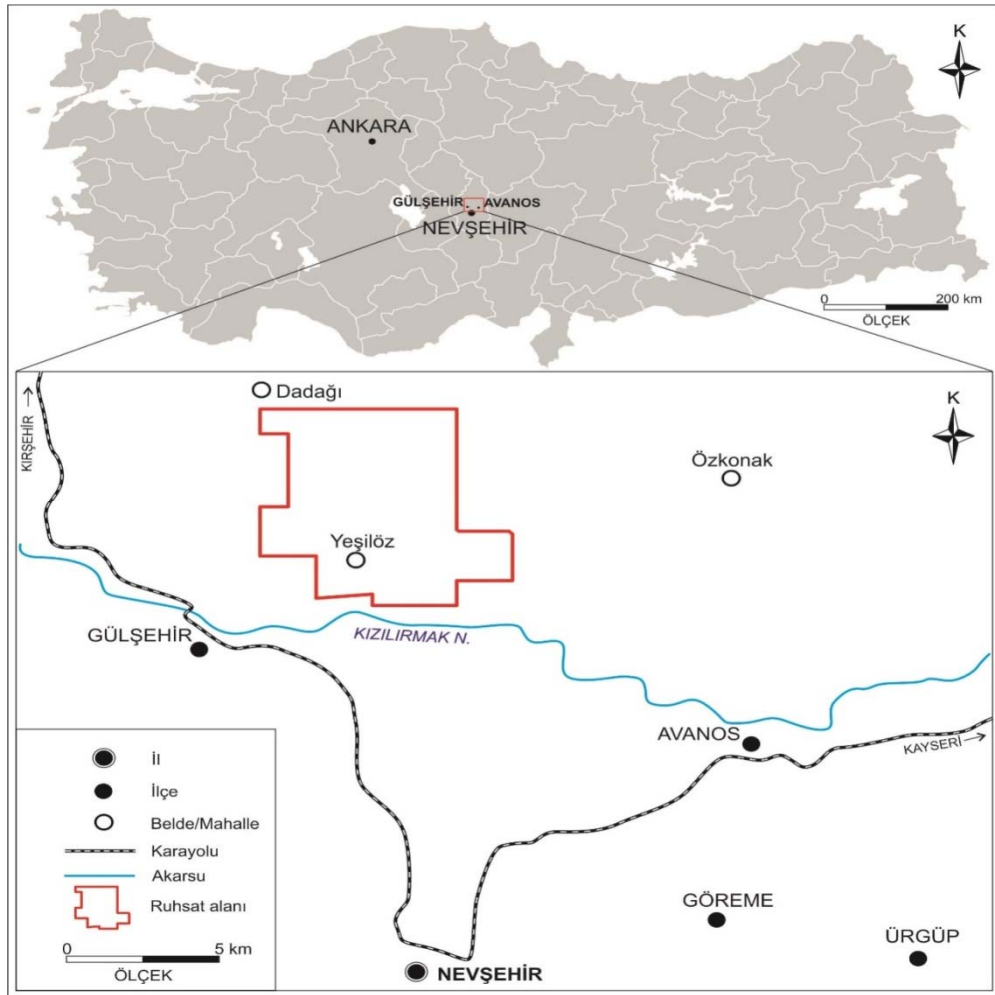 K
ANKARA
GÜLŞEHİR AVANOS
NEVŞEHİR
0 200 km
ÖLÇEK
KIRŞEHİR
Dadağı
K
Özkonak
Yeşilöz
KIZILIRMAK N.
GÜLŞEHİR
AVANOS
KAYSERİ
GÖREME
ÜRGÜP
NEVŞEHİR
İl
İlçe
Belde/Mahalle
Karayolu
Akarsu
Ruhsat alanı
0 5 km
ÖLÇEK